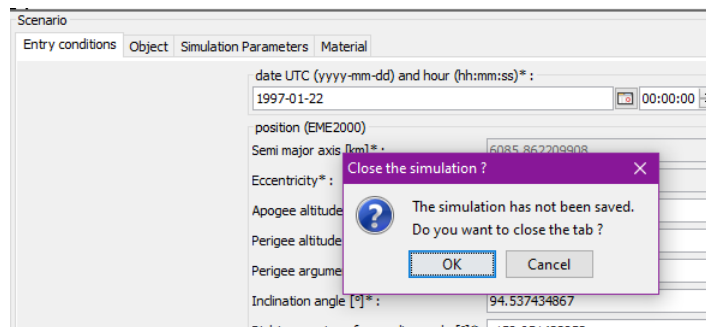 Scenario
Entry conditions Object Simulation Parameters Material
date UTC (yyyy-mm-dd) and hour (hh:mm:ss)* :
1997-01-22 00:00:00
position (EME2000)
Semi major axis [km]* : 6085.862209908
Close the simulation ?
Eccentricity* :
The simulation has not been saved.
Apogee altitude
Do you want to close the tab ?
Perigee altitude
OK Cancel
Perigee argume
Inclination angle [º]* : 94.537434867